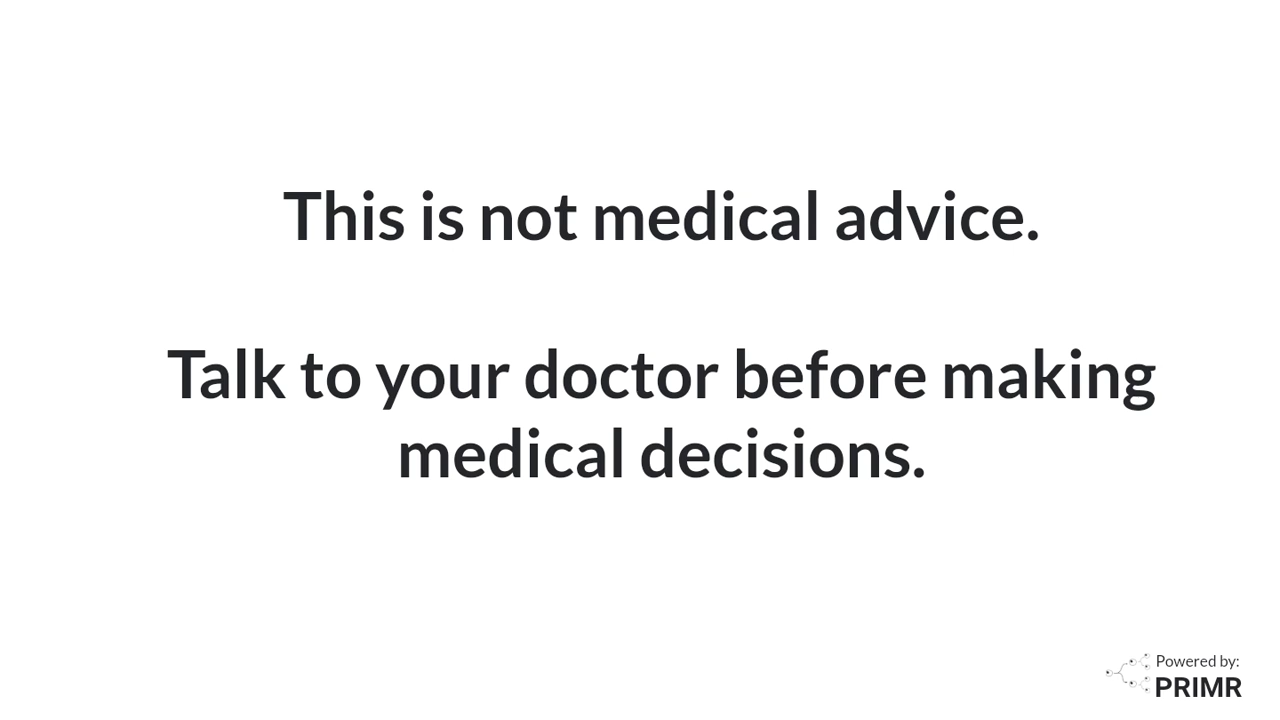 This is not medical advice.
Talk to your doctor before making
medical decisions.
Powered by:
PRIMR